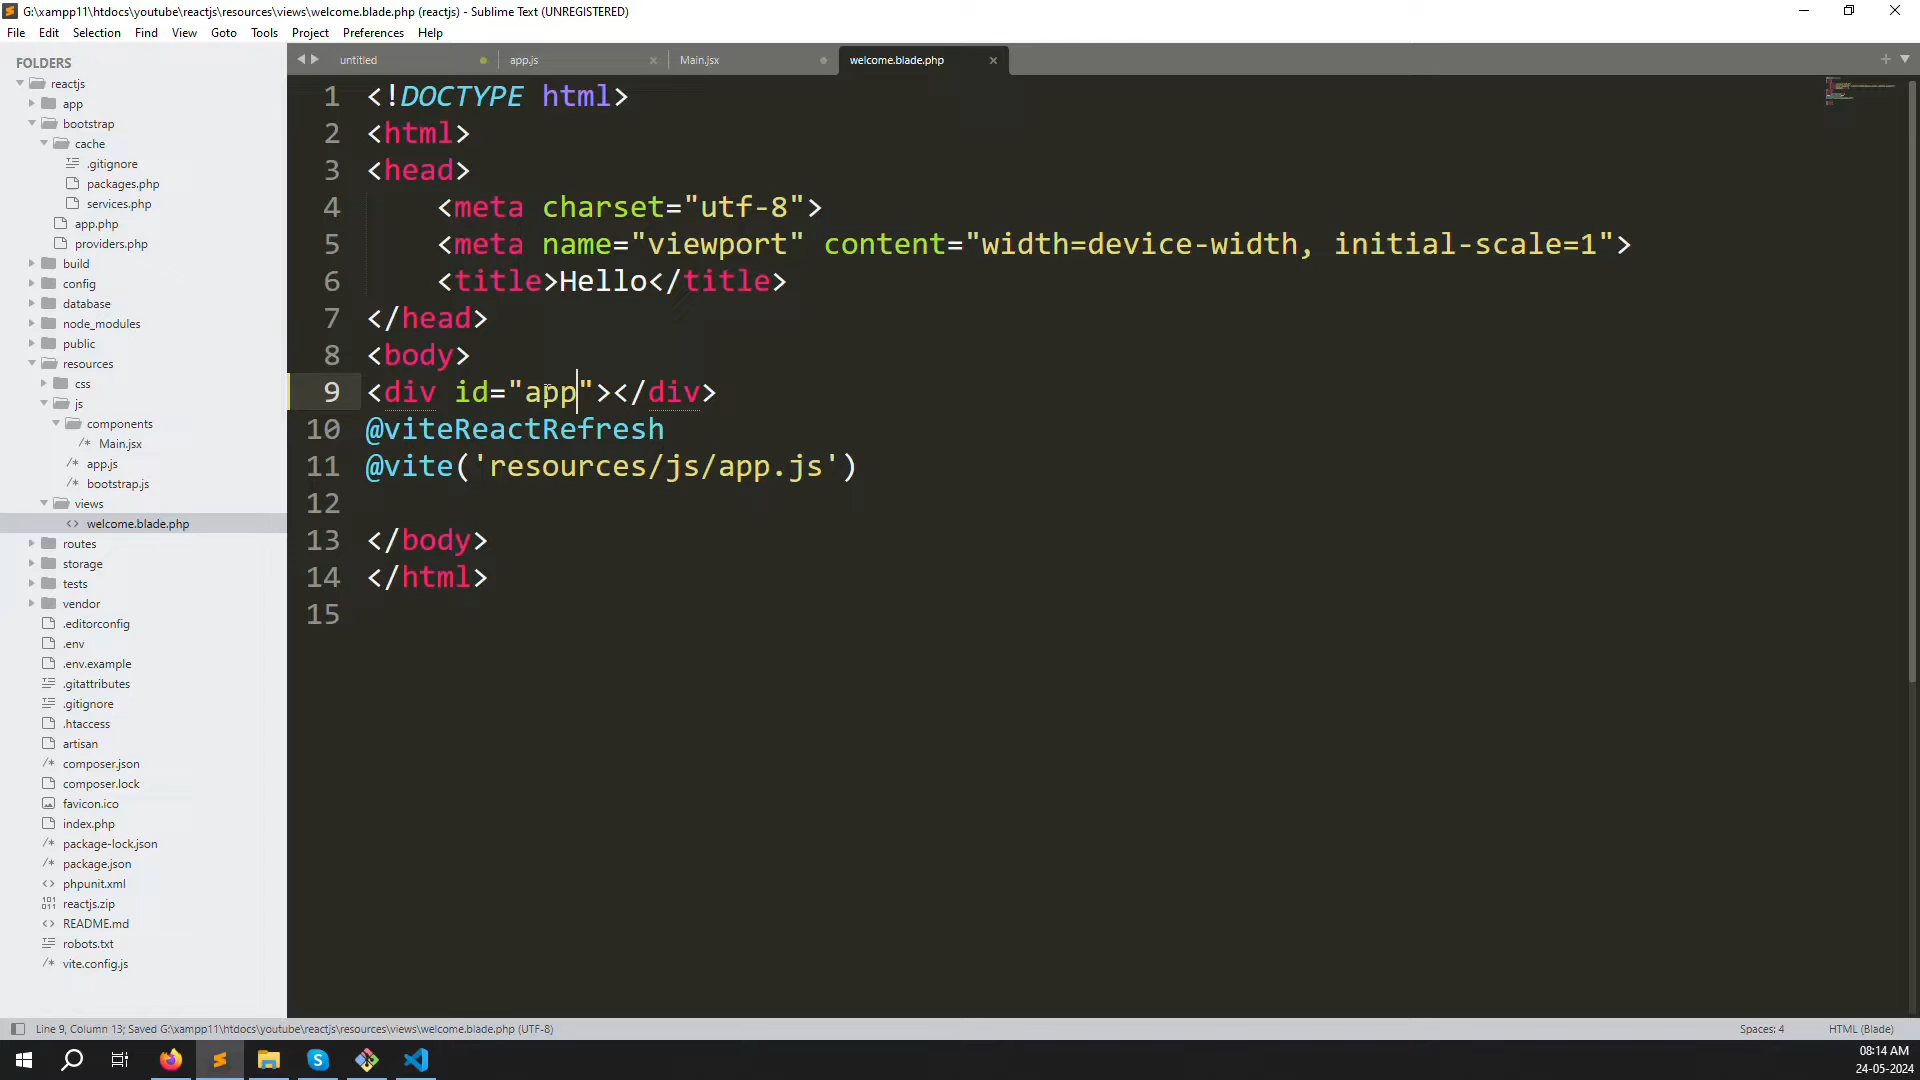 G:\xampp11\htdocs\youtube\reactjs\resources\views\welcome.blade.php (reactjs) - Sublime Text (UNREGISTERED)
File Edit Selection Find View Goto Tools Project Preferences Help
FOLDERS
reactjs
app
bootstrap
cache
.gitignore
packages.php
services.php
app.php
providers.php
build
config
database
node_modules
public
resources
css
js
components
Main.jsx
app.js
bootstrap.js
views
welcome.blade.php
routes
storage
tests
vendor
.editorconfig
.env
.env.example
.gitattributes
.gitignore
.htaccess
artisan
composer.json
composer.lock
favicon.ico
index.php
package-lock.json
package.json
phpunit.xml
reactjs.zip
README.md
robots.txt
vite.config.js
untitled app.js Main.jsx welcome.blade.php
1 <!DOCTYPE html>
2 <html>
3 <head>
4 <meta charset="utf-8">
5 <meta name="viewport" content="width=device-width, initial-scale=1">
6 <title>Hello</title>
7 </head>
8 <body>
9 <div id="app"></div>
10 @viteReactRefresh
11 @vite('resources/js/app.js')
12
13 </body>
14 </html>
15
Line 9, Column 13; Saved G:\xampp11\htdocs\youtube\reactjs\resources\views\welcome.blade.php (UTF-8) Spaces: 4 HTML (Blade)
08:14 AM
24-05-2024